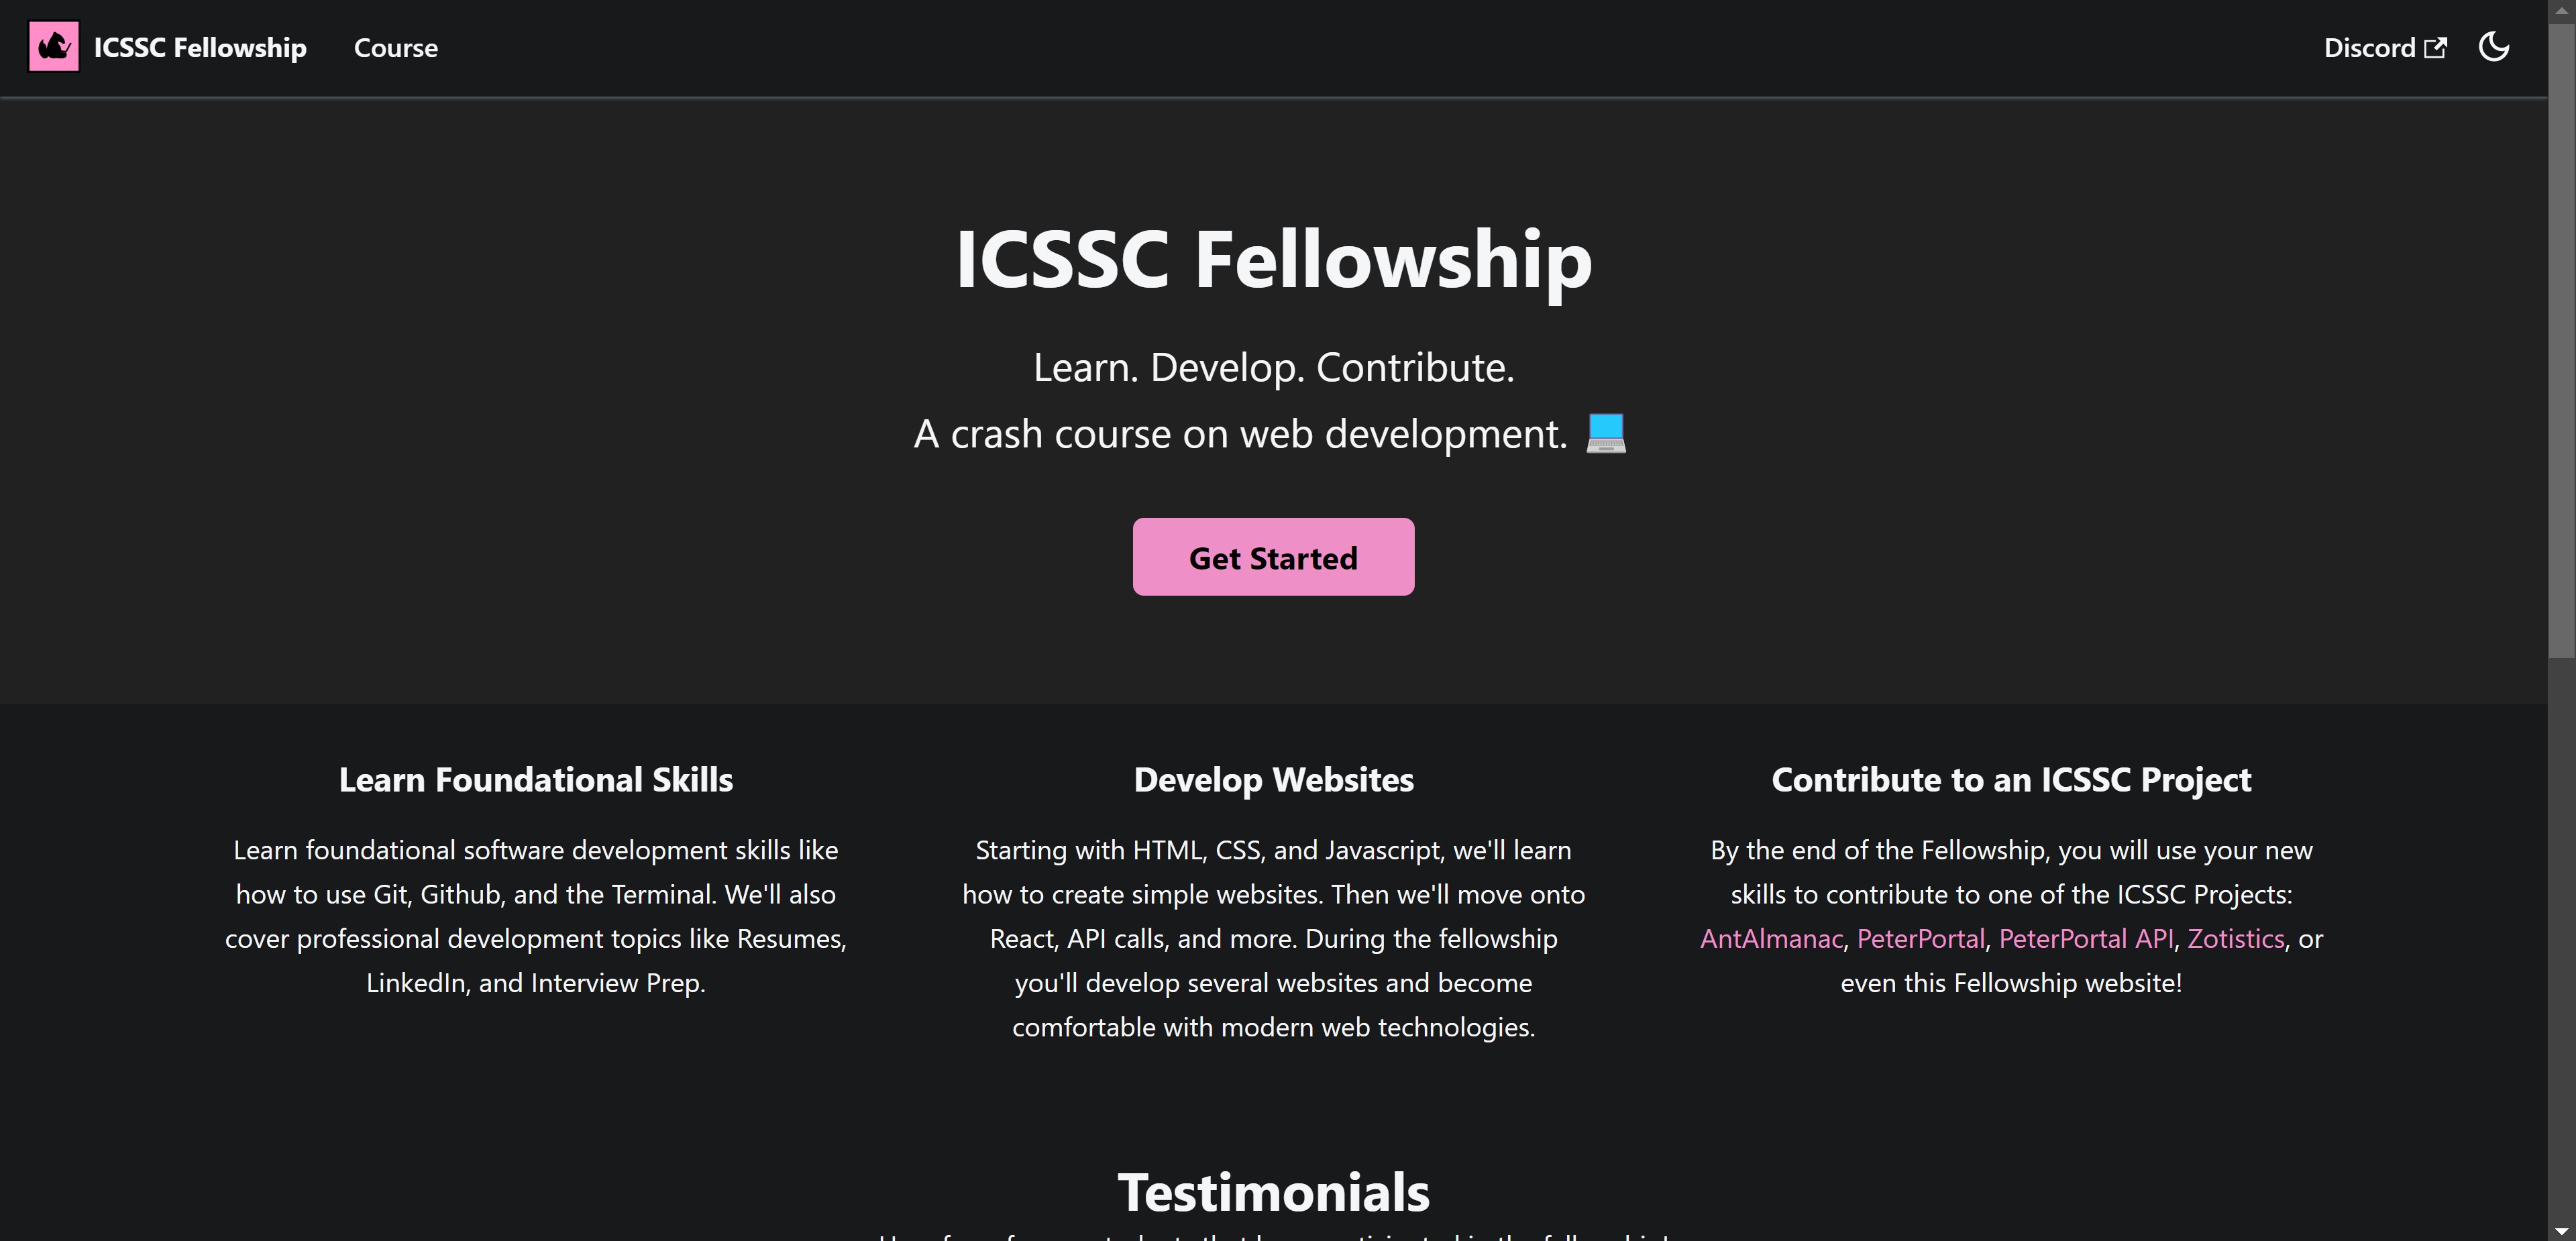 ICSSC Fellowship
Course
Discord
ICSSC Fellowship
Learn. Develop. Contribute.
A crash course on web development. 💻
Get Started
Learn Foundational Skills
Learn foundational software development skills like
how to use Git, Github, and the Terminal. We'll also
cover professional development topics like Resumes,
LinkedIn, and Interview Prep.
Develop Websites
Starting with HTML, CSS, and Javascript, we'll learn
how to create simple websites. Then we'll move onto
React, API calls, and more. During the fellowship
you'll develop several websites and become
comfortable with modern web technologies.
Contribute to an ICSSC Project
By the end of the Fellowship, you will use your new
skills to contribute to one of the ICSSC Projects:
AntAlmanac, PeterPortal, PeterPortal API, Zotistics, or
even this Fellowship website!
Testimonials